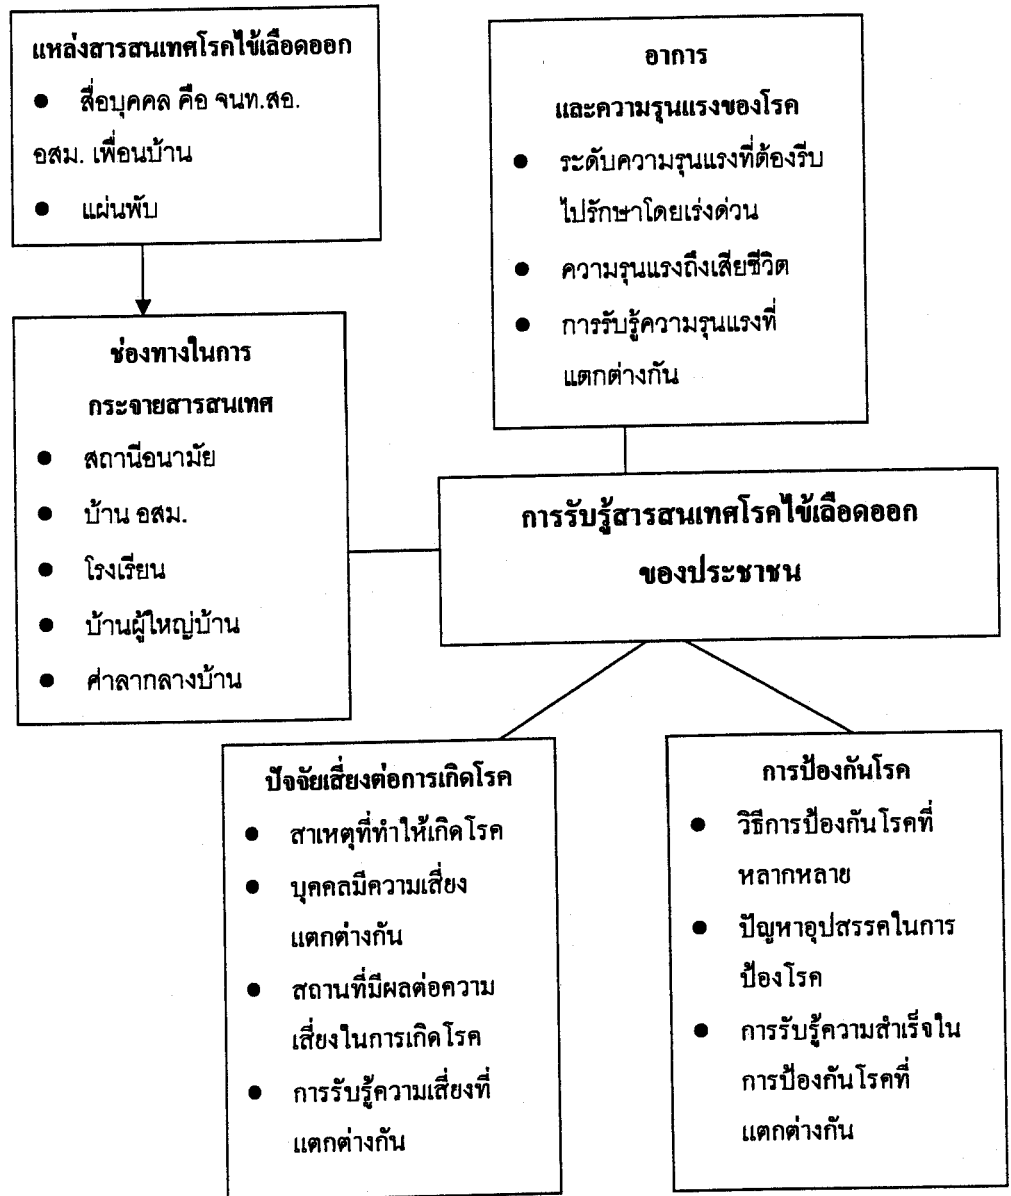 แหล่งสารสนเทศโรคไข้เลือดออก
● สื่อบุคคล คือ จนท.สอ.
อสม. เพื่อนบ้าน
● แผ่นพับ
อาการ
และความรุนแรงของโรค
● ระดับความรุนแรงที่ต้องรีบ
ไปรักษาโดยเร่งด่วน
● ความรุนแรงถึงเสียชีวิต
● การรับรู้ความรุนแรงที่
แตกต่างกัน
ช่องทางในการ
กระจายสารสนเทศ
● สถานีอนามัย
● บ้าน อสม.
● โรงเรียน
● บ้านผู้ใหญ่บ้าน
● ศาลากลางบ้าน
การรับรู้สารสนเทศโรคไข้เลือดออก
ของประชาชน
ปัจจัยเสี่ยงต่อการเกิดโรค
● สาเหตุที่ทำให้เกิดโรค
● บุคคลมีความเสี่ยง
แตกต่างกัน
● สถานที่มีผลต่อความ
เสี่ยงในการเกิดโรค
● การรับรู้ความเสี่ยงที่
แตกต่างกัน
การป้องกันโรค
● วิธีการป้องกันโรคที่
หลากหลาย
● ปัญหาอุปสรรคในการ
ป้องโรค
● การรับรู้ความสำเร็จใน
การป้องกันโรคที่
แตกต่างกัน